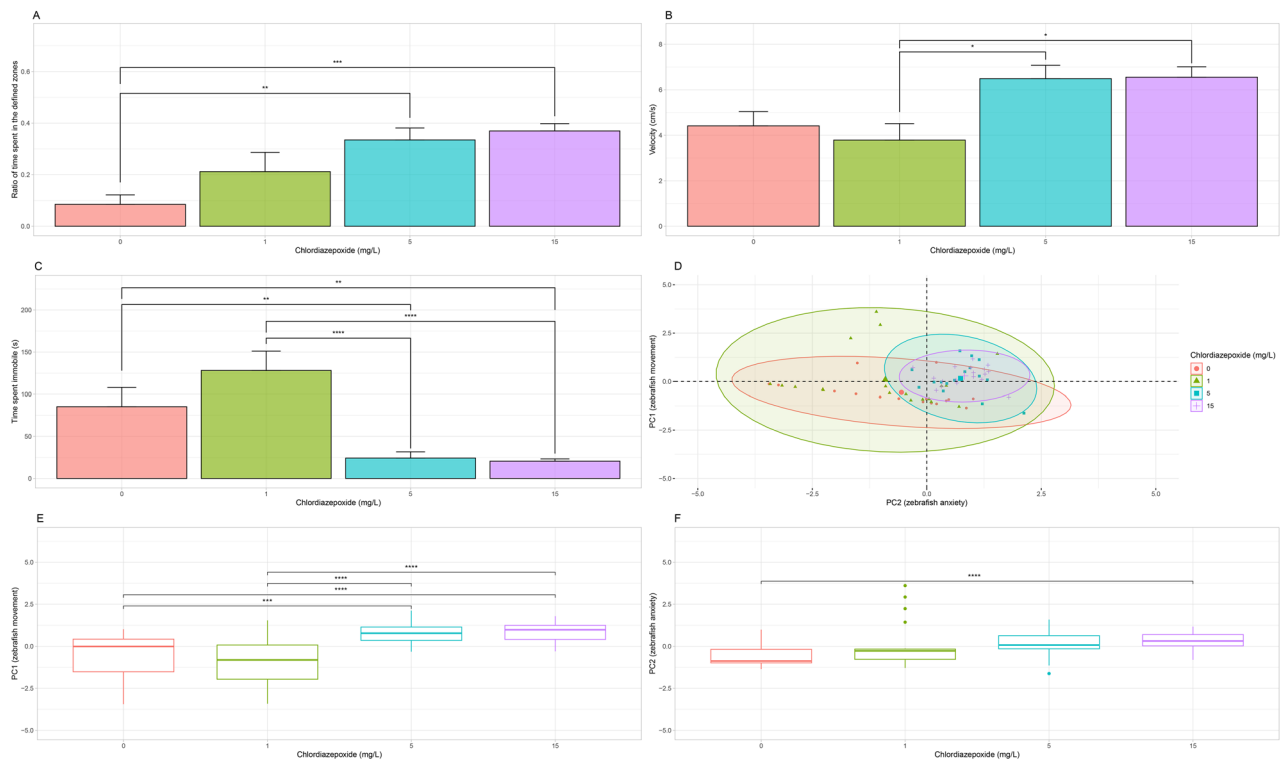 A
Ratio of time spent in the defined zones
0.6
0.4
0.2
0.0
***
**
0 1 5 15
Chlordiazepoxide (mg/L)
B
Velocity (cm/s)
8
6
4
2
0
*
*
0 1 5 15
Chlordiazepoxide (mg/L)
C
Time spent immobile (s)
200
150
100
50
0
**
**
****
****
0 1 5 15
Chlordiazepoxide (mg/L)
D
PC1 (zebrafish movement)
5.0
2.5
0.0
−2.5
−5.0
−5.0 −2.5 0.0 2.5 5.0
PC2 (zebrafish anxiety)
Chlordiazepoxide (mg/L)
0
1
5
15
E
PC1 (zebrafish movement)
5.0
2.5
0.0
−2.5
−5.0
****
****
****
***
0 1 5 15
Chlordiazepoxide (mg/L)
F
PC2 (zebrafish anxiety)
5.0
2.5
0.0
−2.5
−5.0
****
0 1 5 15
Chlordiazepoxide (mg/L)